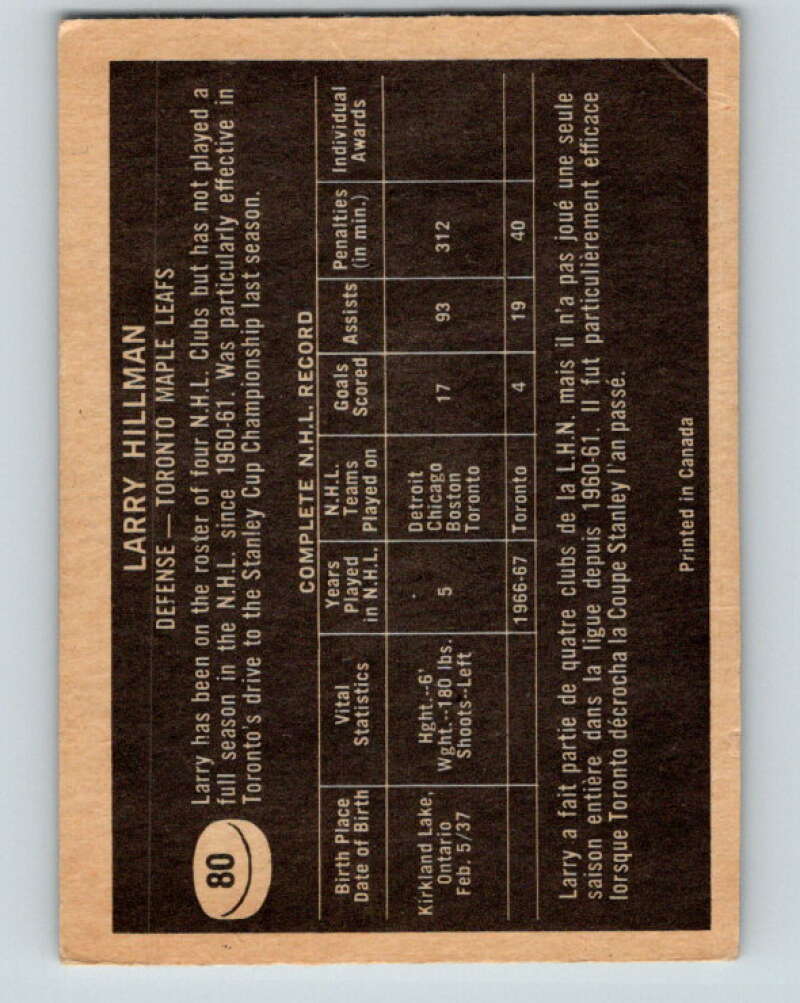 LARRY HILLMAN
DEFENSE — TORONTO MAPLE LEAFS
80
Larry has been on the roster of four N.H.L. Clubs but has not played a
full season in the N.H.L. since 1960-61. Was particularly effective in
Toronto's drive to the Stanley Cup Championship last season.
COMPLETE N.H.L. RECORD
Birth Place
Date of Birth
Vital
Statistics
Years
Played
in N.H.L.
N.H.L.
Teams
Played on
Goals
Scored
Assists
Penalties
(in min.)
Individual
Awards
Kirkland Lake,
Ontario
Feb. 5/37
Hght.--6'
Wght.--180 lbs.
Shoots--Left
5
Detroit
Chicago
Boston
Toronto
17
93
312
1966-67
Toronto
4
19
40
Larry a fait partie de quatre clubs de la L.H.N. mais il n'a pas joué une seule
saison entière dans la ligue depuis 1960-61. Il fut particulièrement efficace
lorsque Toronto décrocha la Coupe Stanley l'an passé.
Printed in Canada